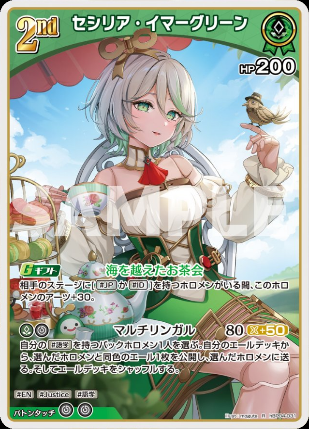 2nd
セシリア・イマーグリーン
HP200
SAMPLE
ギフト
海を越えたお茶会
相手のステージに[#JPか#ID]を持つホロメンがいる間、このホロ
メンのアーツ+30。
マルチリンガル 80 +50
自分の#語学を持つバックホロメン1人を選ぶ。自分のエールデッキか
ら、選んだホロメンと同色のエール1枚を公開し、選んだホロメンに送
る。そしてエールデッキをシャッフルする。
#EN #Justice #語学
バトンタッチ